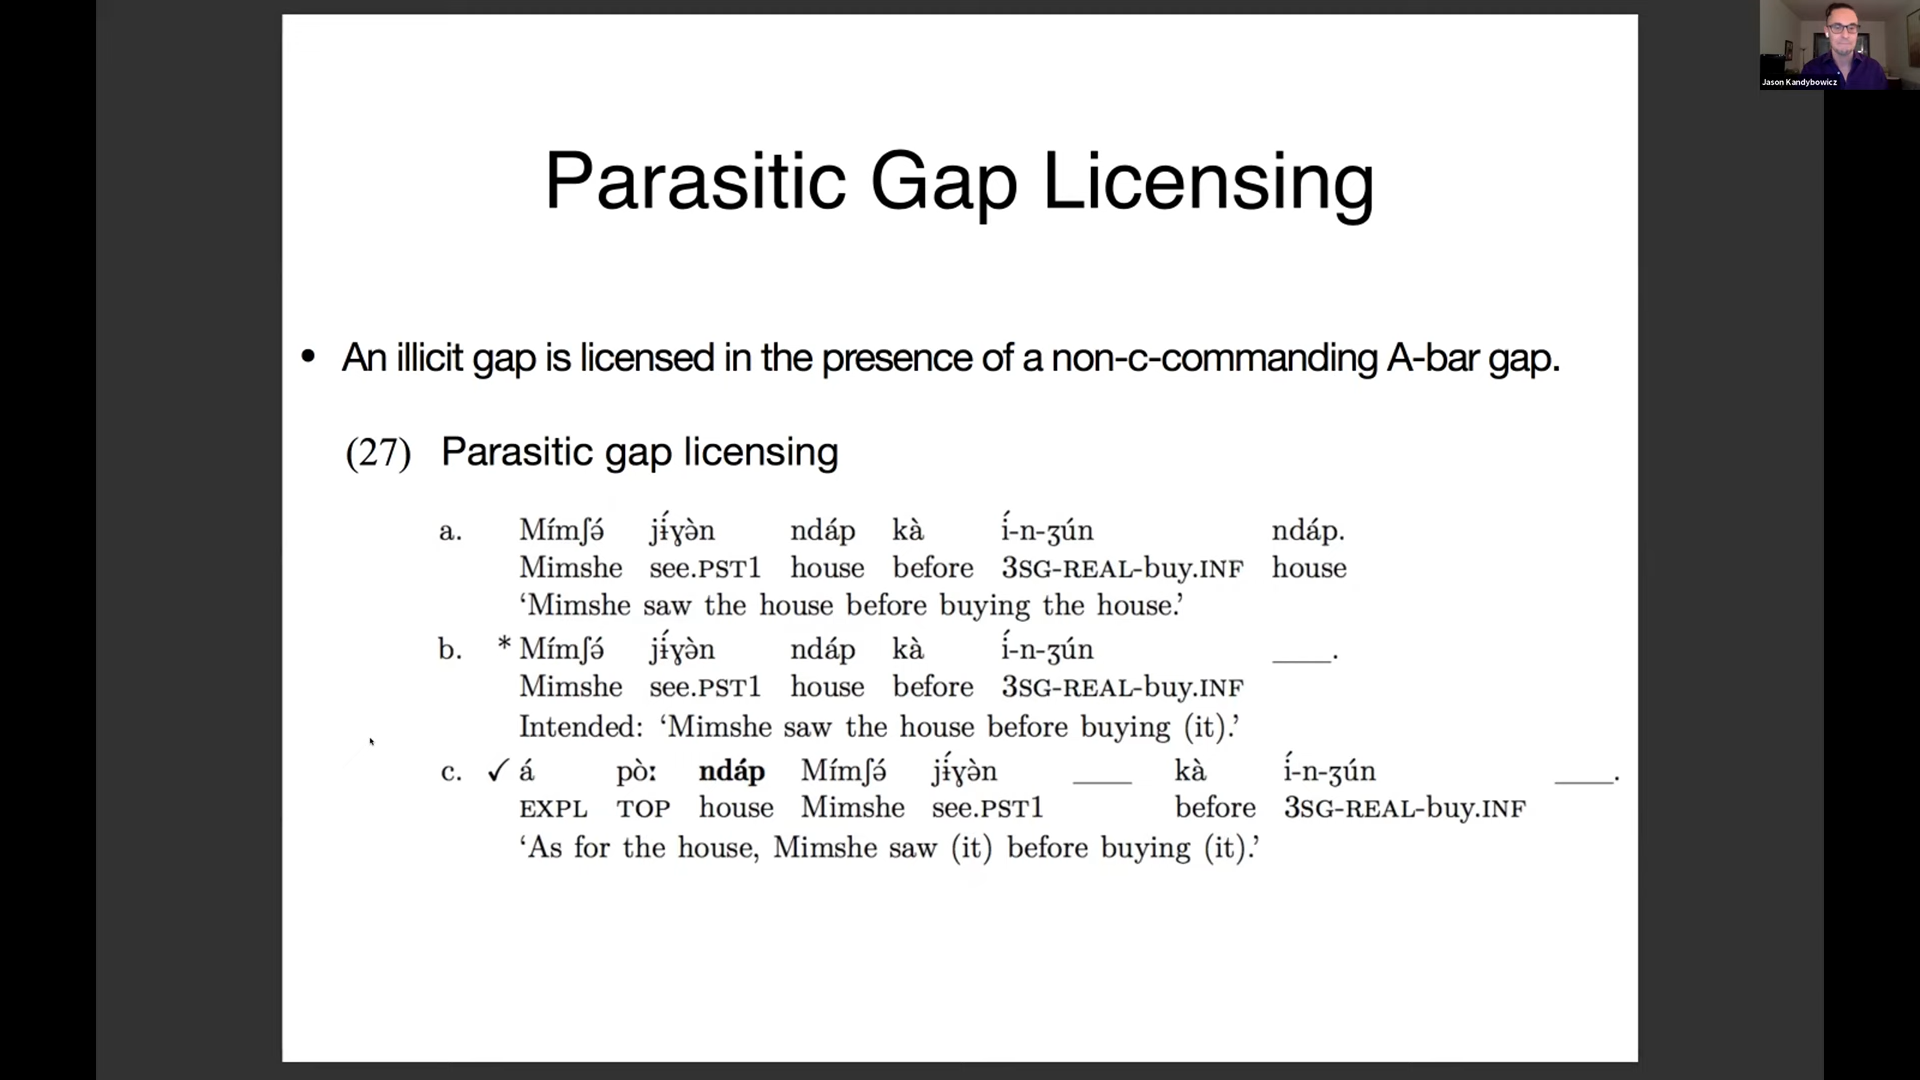 Jason Kandybowicz
Parasitic Gap Licensing
• An illicit gap is licensed in the presence of a non-c-commanding A-bar gap.
(27) Parasitic gap licensing
a. Mímʃə́ jɨ́ɣə̀n ndáp kà ɨ́-n-ʒún ndáp.
Mimshe see.PST1 house before 3SG-REAL-buy.INF house
‘Mimshe saw the house before buying the house.’
b. * Mímʃə́ jɨ́ɣə̀n ndáp kà ɨ́-n-ʒún ____.
Mimshe see.PST1 house before 3SG-REAL-buy.INF
Intended: ‘Mimshe saw the house before buying (it).’
c. ✓ á pò: ndáp Mímʃə́ jɨ́ɣə̀n ____ kà ɨ́-n-ʒún ____.
EXPL TOP house Mimshe see.PST1 before 3SG-REAL-buy.INF
‘As for the house, Mimshe saw (it) before buying (it).’